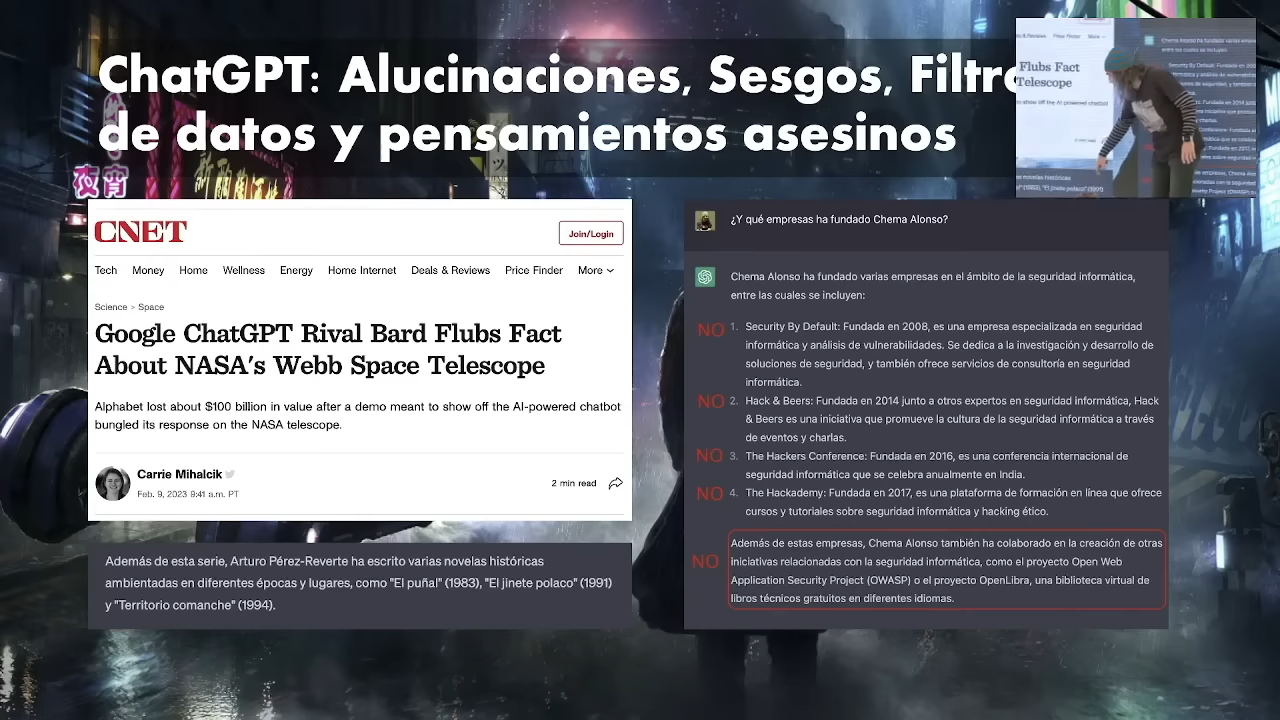 ChatGPT: Alucinaciones, Sesgos, Filtra
de datos y pensamientos asesinos
CNET
Join/Login
Tech Money Home Wellness Energy Home Internet Deals & Reviews Price Finder More
Science > Space
Google ChatGPT Rival Bard Flubs Fact
About NASA's Webb Space Telescope
Alphabet lost about $100 billion in value after a demo meant to show off the AI-powered chatbot
bungled its response on the NASA telescope.
Carrie Mihalcik
Feb. 9, 2023 9:41 a.m. PT
2 min read
Además de esta serie, Arturo Pérez-Reverte ha escrito varias novelas históricas
ambientadas en diferentes épocas y lugares, como "El puñal" (1983), "El jinete polaco" (1991)
y "Territorio comanche" (1994).
¿Y qué empresas ha fundado Chema Alonso?
Chema Alonso ha fundado varias empresas en el ámbito de la seguridad informática,
entre las cuales se incluyen:
NO 1. Security By Default: Fundada en 2008, es una empresa especializada en seguridad
informática y análisis de vulnerabilidades. Se dedica a la investigación y desarrollo de
soluciones de seguridad, y también ofrece servicios de consultoría en seguridad
informática.
NO 2. Hack & Beers: Fundada en 2014 junto a otros expertos en seguridad informática, Hack
& Beers es una iniciativa que promueve la cultura de la seguridad informática a través
de eventos y charlas.
NO 3. The Hackers Conference: Fundada en 2016, es una conferencia internacional de
seguridad informática que se celebra anualmente en India.
NO 4. The Hackademy: Fundada en 2017, es una plataforma de formación en línea que ofrece
cursos y tutoriales sobre seguridad informática y hacking ético.
Además de estas empresas, Chema Alonso también ha colaborado en la creación de otras
NO iniciativas relacionadas con la seguridad informática, como el proyecto Open Web
Application Security Project (OWASP) o el proyecto OpenLibra, una biblioteca virtual de
libros técnicos gratuitos en diferentes idiomas.
Flubs Fact
Telescope